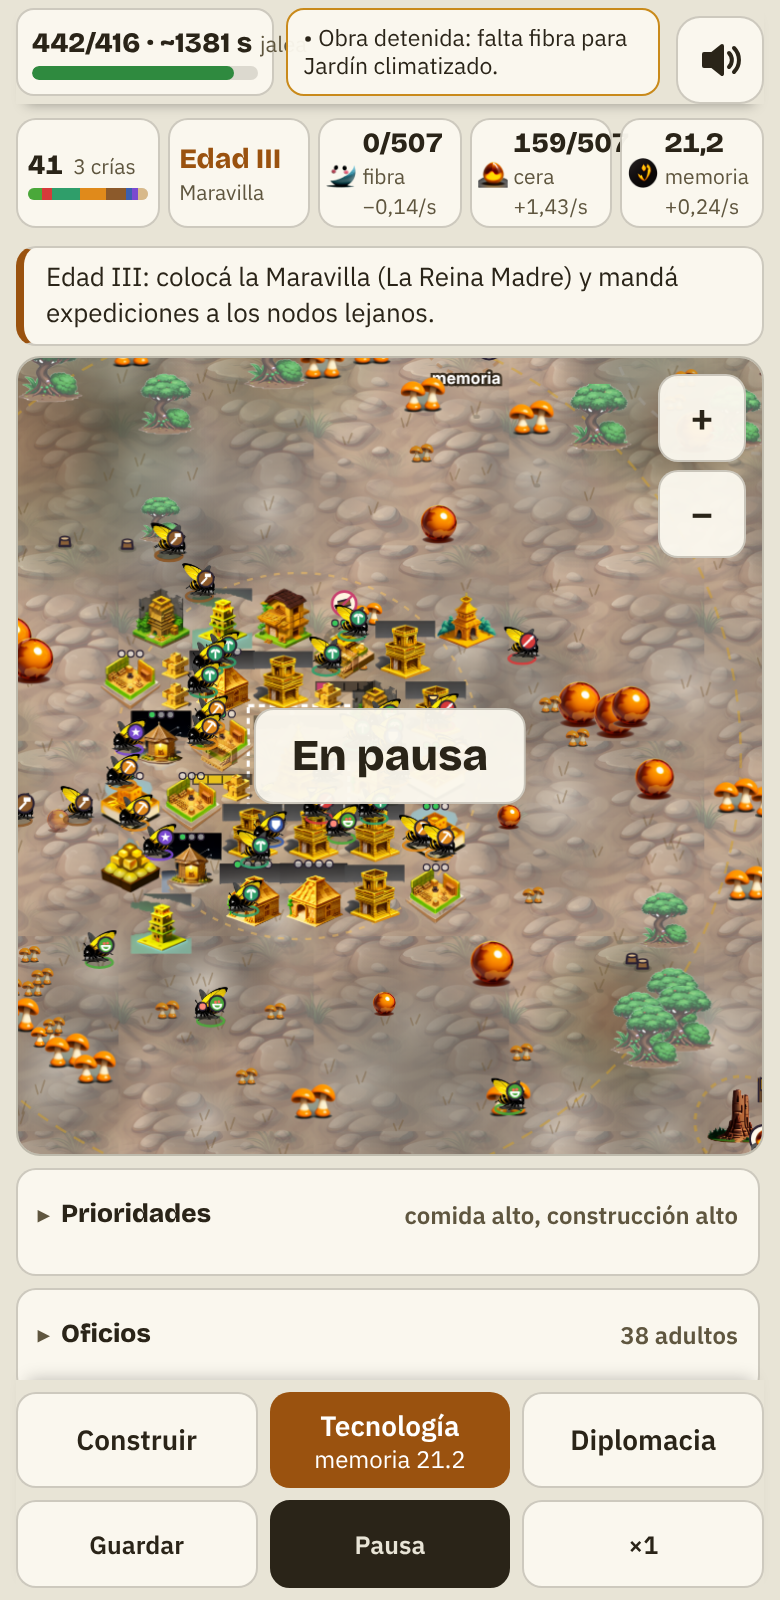 442/416 · ~1381 s
• Obra detenida: falta fibra para
Jardín climatizado.
41 3 crías
Edad III
Maravilla
0/507
fibra
−0,14/s
159/507
cera
+1,43/s
21,2
memoria
+0,24/s
Edad III: colocá la Maravilla (La Reina Madre) y mandá
expediciones a los nodos lejanos.
memoria
+
−
En pausa
▸ Prioridades
comida alto, construcción alto
▸ Oficios
38 adultos
Construir
Tecnología
memoria 21.2
Diplomacia
Guardar
Pausa
×1